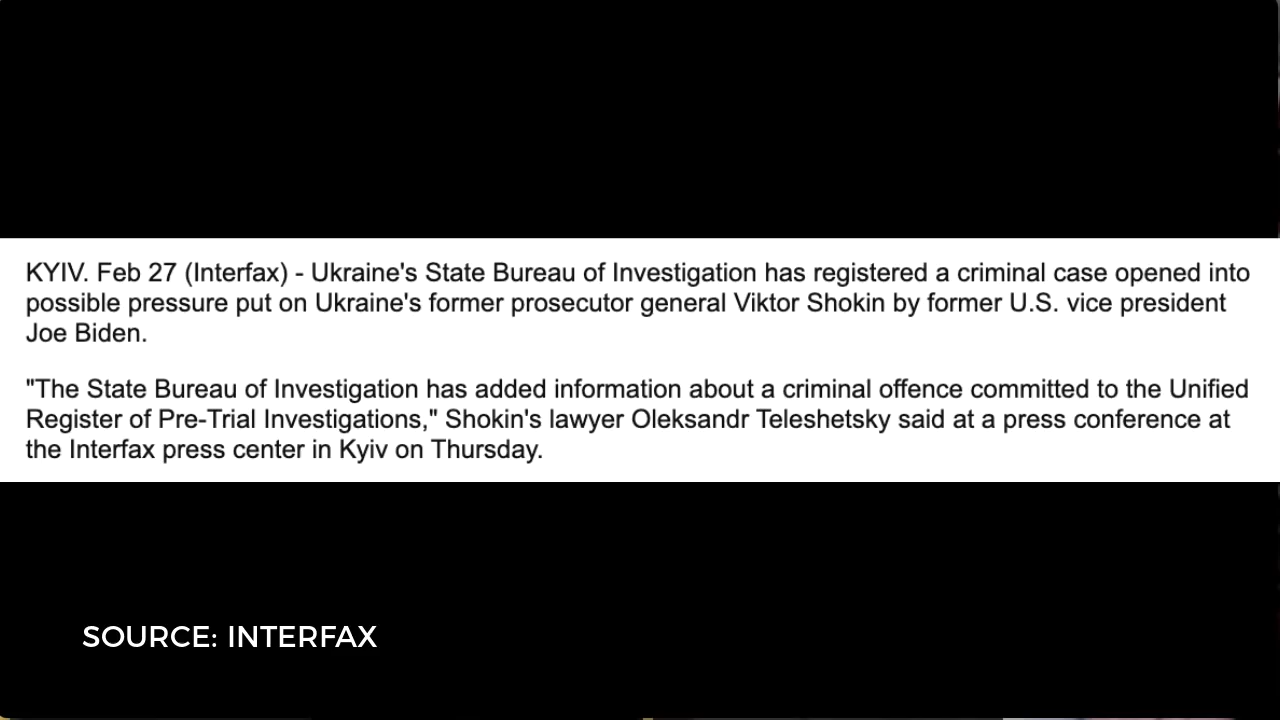 KYIV. Feb 27 (Interfax) - Ukraine's State Bureau of Investigation has registered a criminal case opened into
possible pressure put on Ukraine's former prosecutor general Viktor Shokin by former U.S. vice president
Joe Biden.
"The State Bureau of Investigation has added information about a criminal offence committed to the Unified
Register of Pre-Trial Investigations," Shokin's lawyer Oleksandr Teleshetsky said at a press conference at
the Interfax press center in Kyiv on Thursday.
SOURCE: INTERFAX